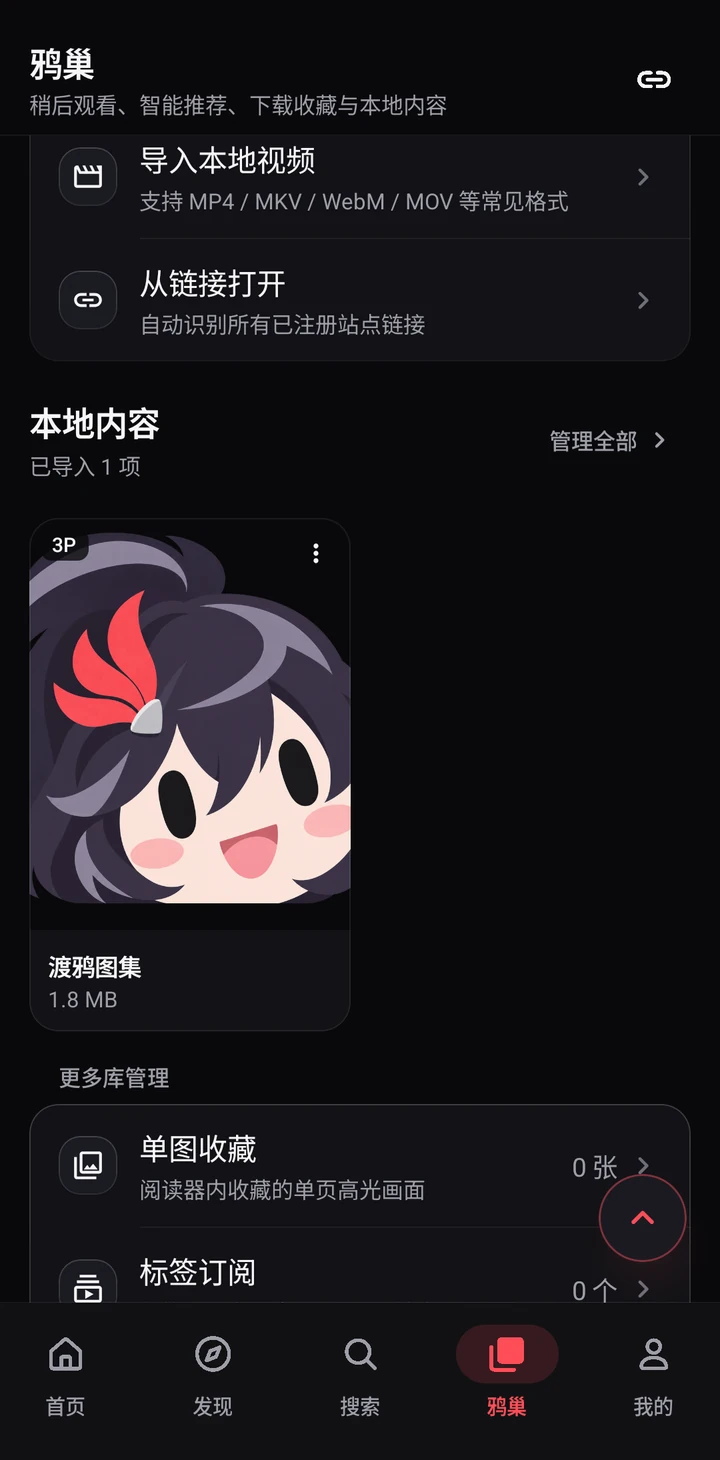 鸦巢
稍后观看、智能推荐、下载收藏与本地内容
导入本地视频
支持 MP4 / MKV / WebM / MOV 等常见格式
从链接打开
自动识别所有已注册站点链接
本地内容
管理全部
已导入 1 项
3P
渡鸦图集
1.8 MB
更多库管理
单图收藏
0 张
阅读器内收藏的单页高光画面
标签订阅
0 个
首页
发现
搜索
鸦巢
我的